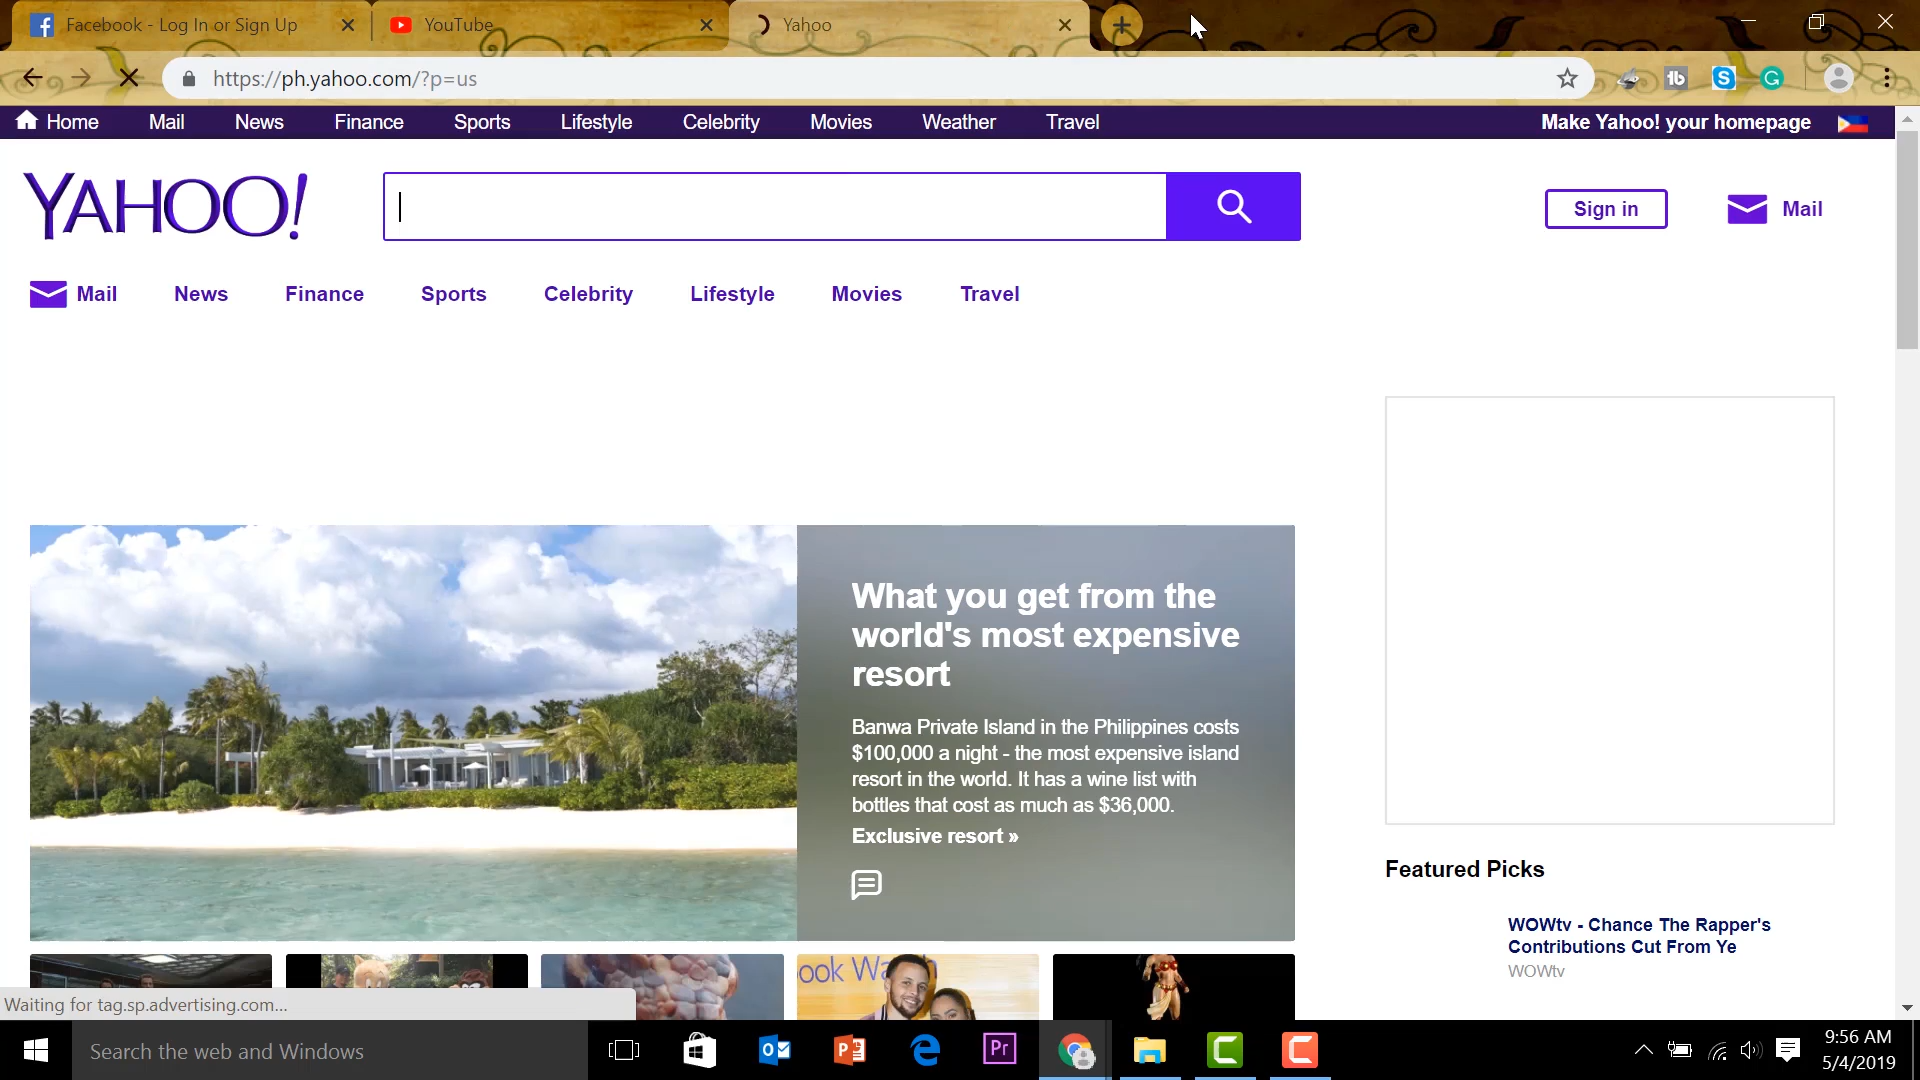 Facebook - Log In or Sign Up
YouTube
Yahoo
https://ph.yahoo.com/?p=us
Home Mail News Finance Sports Lifestyle Celebrity Movies Weather Travel Make Yahoo! your homepage
YAHOO!
Sign in
Mail
Mail News Finance Sports Celebrity Lifestyle Movies Travel
What you get from the
world's most expensive
resort
Banwa Private Island in the Philippines costs
$100,000 a night - the most expensive island
resort in the world. It has a wine list with
bottles that cost as much as $36,000.
Exclusive resort »
Featured Picks
WOWtv - Chance The Rapper's
Contributions Cut From Ye
WOWtv
Waiting for tag.sp.advertising.com...
Search the web and Windows
9:56 AM
5/4/2019